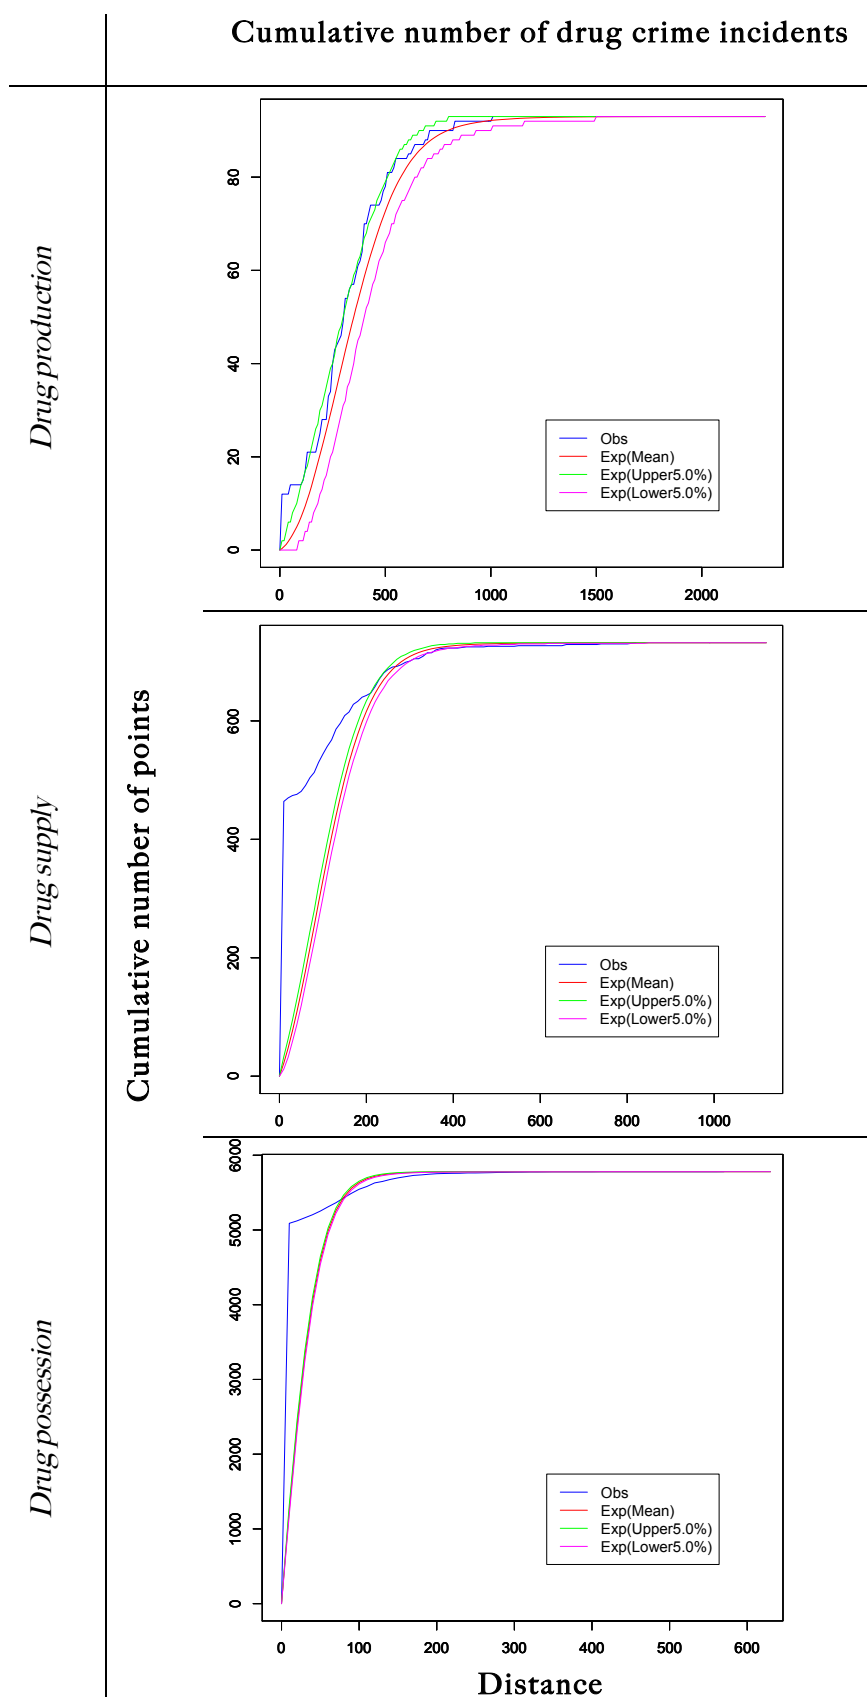 Cumulative number of drug crime incidents
Drug production
0
20
40
60
80
Obs
Exp(Mean)
Exp(Upper5.0%)
Exp(Lower5.0%)
0 500 1000 1500 2000
Cumulative number of points
Drug supply
0
200
400
600
Obs
Exp(Mean)
Exp(Upper5.0%)
Exp(Lower5.0%)
0 200 400 600 800 1000
Drug possession
0
1000
2000
3000
4000
5000
6000
Obs
Exp(Mean)
Exp(Upper5.0%)
Exp(Lower5.0%)
0 100 200 300 400 500 600
Distance